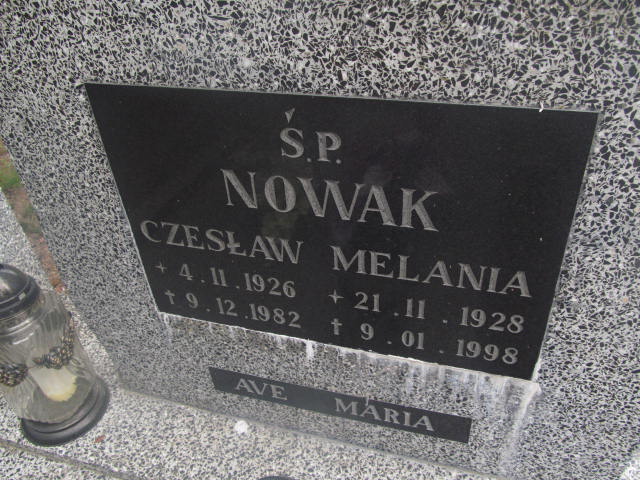 Ś.P.
NOWAK
CZESŁAW MELANIA
+ 4.11.1926 + 21.11.1928
† 9.12.1982 † 9.01.1998
AVE MARIA